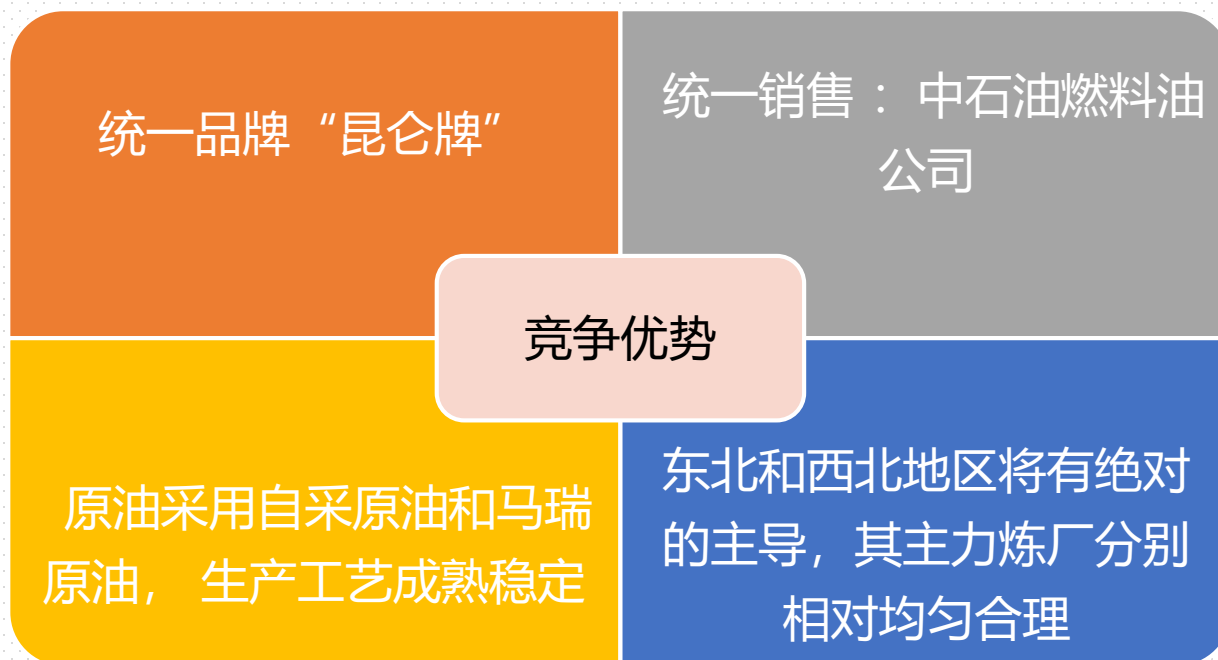 统一品牌“昆仑牌”
统一销售 ：中石油燃料油
公司
竞争优势
原油采用自采原油和马瑞
原油， 生产工艺成熟稳定
东北和西北地区将有绝对
的主导，其主力炼厂分别
相对均匀合理